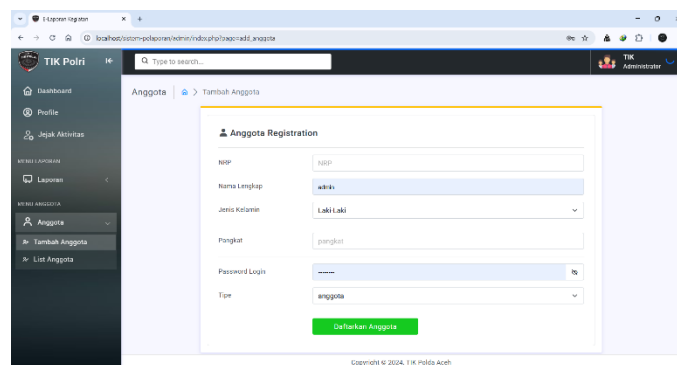 E-Laporan Kegiatan
localhost/sistem-pelaporan/admin/index.php?page=add_anggota
TIK Polri
Type to search...
TIK
Administrator
Dashboard
Profile
Jejak Aktivitas
MENU LAPORAN
Laporan
MENU ANGGOTA
Anggota
Tambah Anggota
List Anggota
Anggota
Tambah Anggota
Anggota Registration
NRP
NRP
Nama Lengkap
admin
Jenis Kelamin
Laki Laki
Pangkat
pangkat
Password Login
Tipe
anggota
Daftarkan Anggota
Copyright © 2024. TIK Polda Aceh